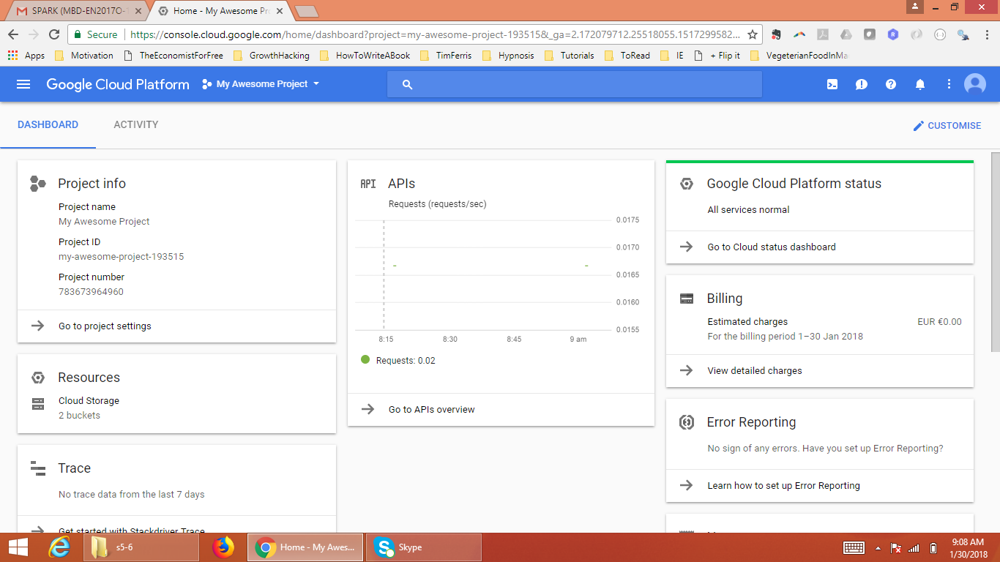 SPARK (MBD-EN2017O-
Home - My Awesome Pr
Secure
https://console.cloud.google.com/home/dashboard?project=my-awesome-project-193515&_ga=2.172079712.25518055.1517299582...
Apps
Motivation
TheEconomistForFree
GrowthHacking
HowToWriteABook
TimFerris
Hypnosis
Tutorials
ToRead
IE
+ Flip it
VegeterianFoodInMa
Google Cloud Platform
My Awesome Project
DASHBOARD
ACTIVITY
CUSTOMISE
Project info
Project name
My Awesome Project
Project ID
my-awesome-project-193515
Project number
783673964960
Go to project settings
Resources
Cloud Storage
2 buckets
Trace
No trace data from the last 7 days
Get started with Stackdriver Trace
API
APIs
Requests (requests/sec)
0.0175
0.0170
0.0165
0.0160
0.0155
8:15
8:30
8:45
9 am
Requests: 0.02
Go to APIs overview
Google Cloud Platform status
All services normal
Go to Cloud status dashboard
Billing
Estimated charges
EUR €0.00
For the billing period 1–30 Jan 2018
View detailed charges
Error Reporting
No sign of any errors. Have you set up Error Reporting?
Learn how to set up Error Reporting
s5-6
Home - My Awes...
Skype
9:08 AM
1/30/2018